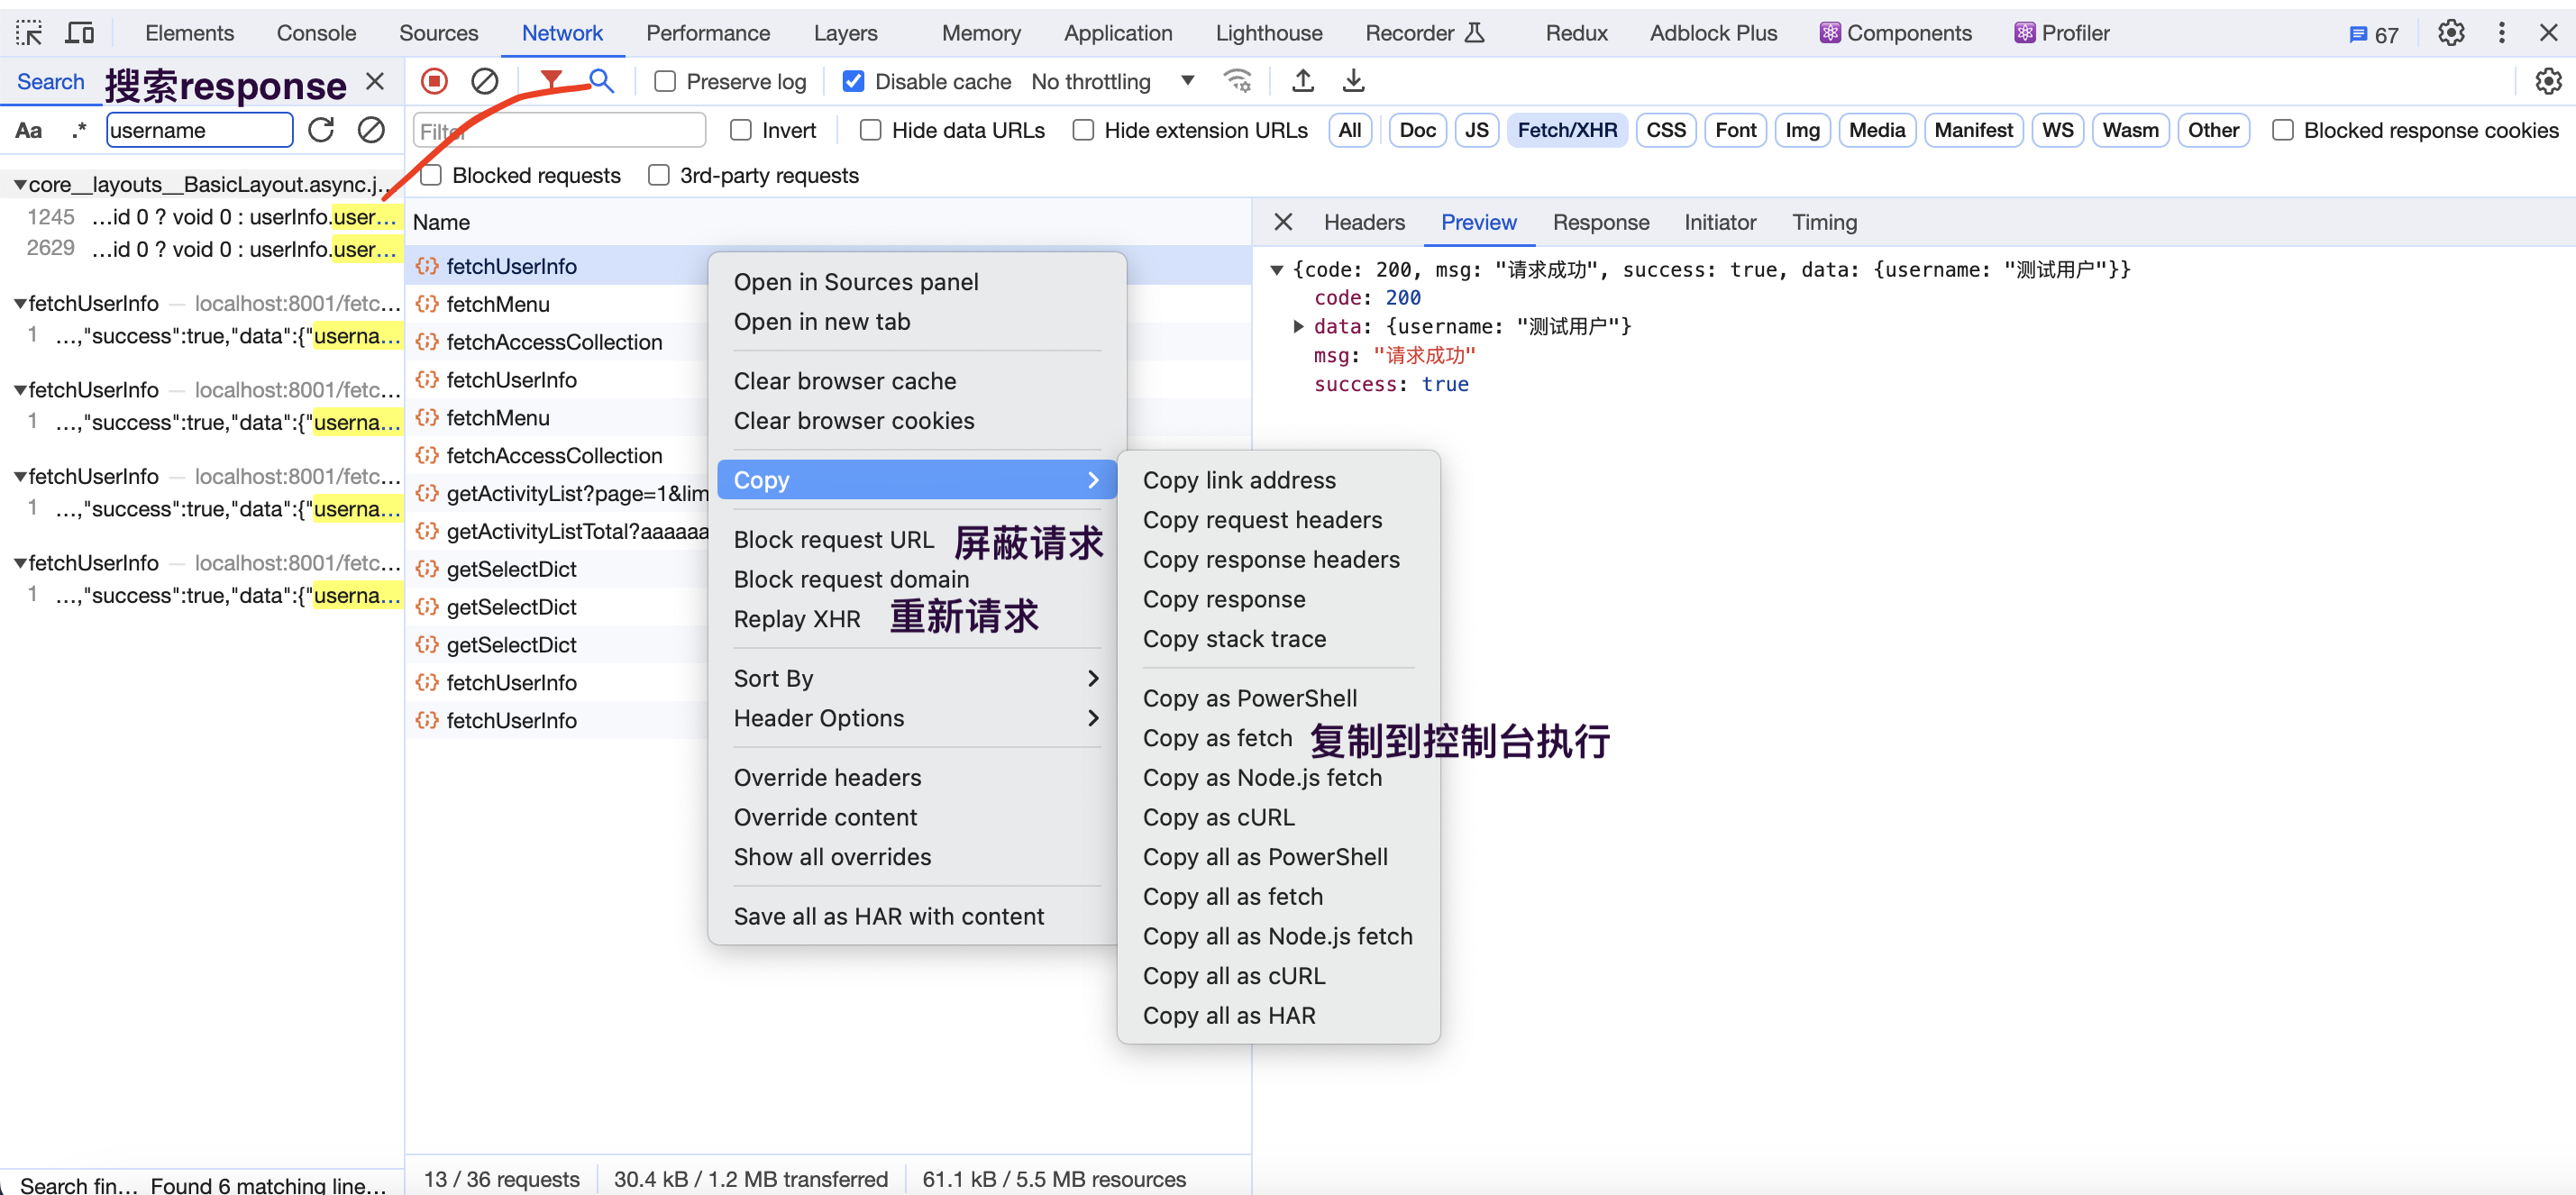 Elements Console Sources Network Performance Layers Memory Application Lighthouse Recorder Redux Adblock Plus Components Profiler 67
Search 搜索response
Preserve log Disable cache No throttling
Aa .* username
Filter Invert Hide data URLs Hide extension URLs All Doc JS Fetch/XHR CSS Font Img Media Manifest WS Wasm Other Blocked response cookies
Blocked requests 3rd-party requests
core__layouts__BasicLayout.async.j…
1245 …id 0 ? void 0 : userInfo.user…
2629 …id 0 ? void 0 : userInfo.user…
fetchUserInfo — localhost:8001/fetc…
1 …,"success":true,"data":{"userna…
fetchUserInfo — localhost:8001/fetc…
1 …,"success":true,"data":{"userna…
fetchUserInfo — localhost:8001/fetc…
1 …,"success":true,"data":{"userna…
fetchUserInfo — localhost:8001/fetc…
1 …,"success":true,"data":{"userna…
Search fin… Found 6 matching line…
Name
fetchUserInfo
fetchMenu
fetchAccessCollection
fetchUserInfo
fetchMenu
fetchAccessCollection
getActivityList?page=1&lim
getActivityListTotal?aaaaaa
getSelectDict
getSelectDict
getSelectDict
fetchUserInfo
fetchUserInfo
13 / 36 requests 30.4 kB / 1.2 MB transferred 61.1 kB / 5.5 MB resources
Open in Sources panel
Open in new tab
Clear browser cache
Clear browser cookies
Copy
Block request URL 屏蔽请求
Block request domain
Replay XHR 重新请求
Sort By
Header Options
Override headers
Override content
Show all overrides
Save all as HAR with content
Copy link address
Copy request headers
Copy response headers
Copy response
Copy stack trace
Copy as PowerShell
Copy as fetch 复制到控制台执行
Copy as Node.js fetch
Copy as cURL
Copy all as PowerShell
Copy all as fetch
Copy all as Node.js fetch
Copy all as cURL
Copy all as HAR
Headers Preview Response Initiator Timing
{code: 200, msg: "请求成功", success: true, data: {username: "测试用户"}}
code: 200
data: {username: "测试用户"}
msg: "请求成功"
success: true